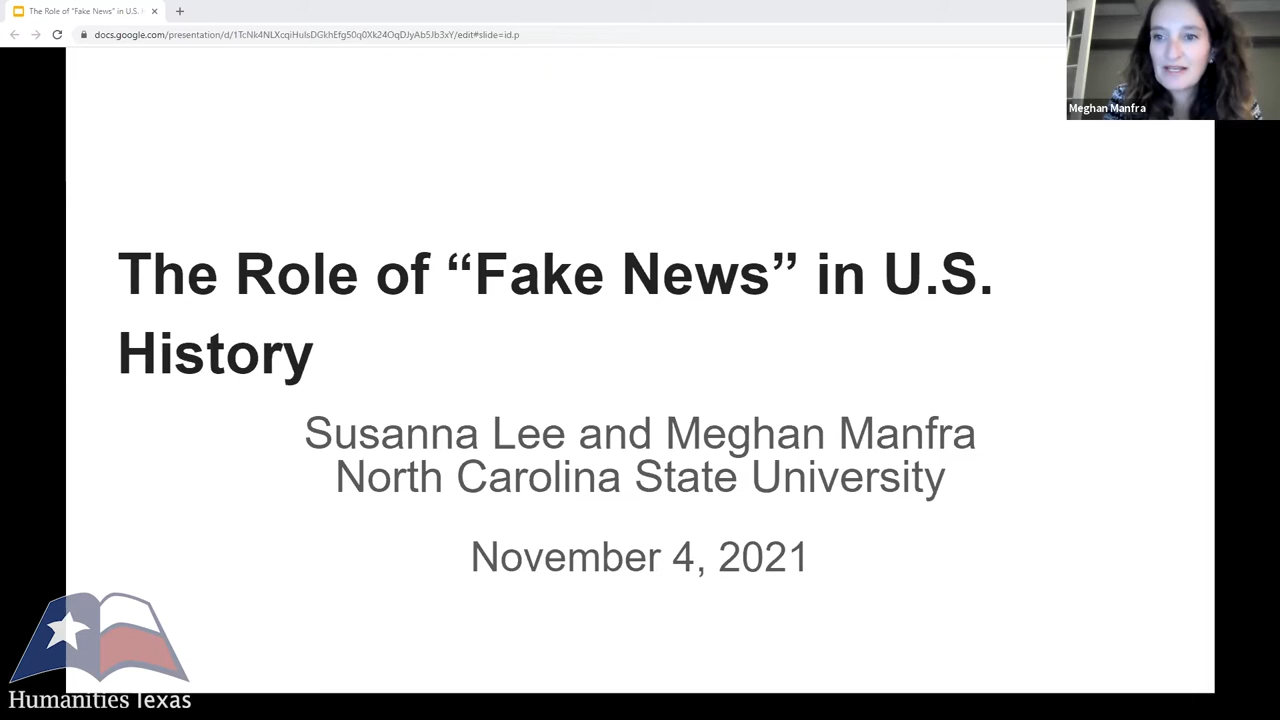 The Role of "Fake News" in U.S. H
docs.google.com/presentation/d/1TcNk4NLXcqiHulsDGkhEfg50q0Xk24OqDJyAb5Jb3xY/edit#slide=id.p
Meghan Manfra
The Role of “Fake News” in U.S.
History
Susanna Lee and Meghan Manfra
North Carolina State University
November 4, 2021
Humanities Texas